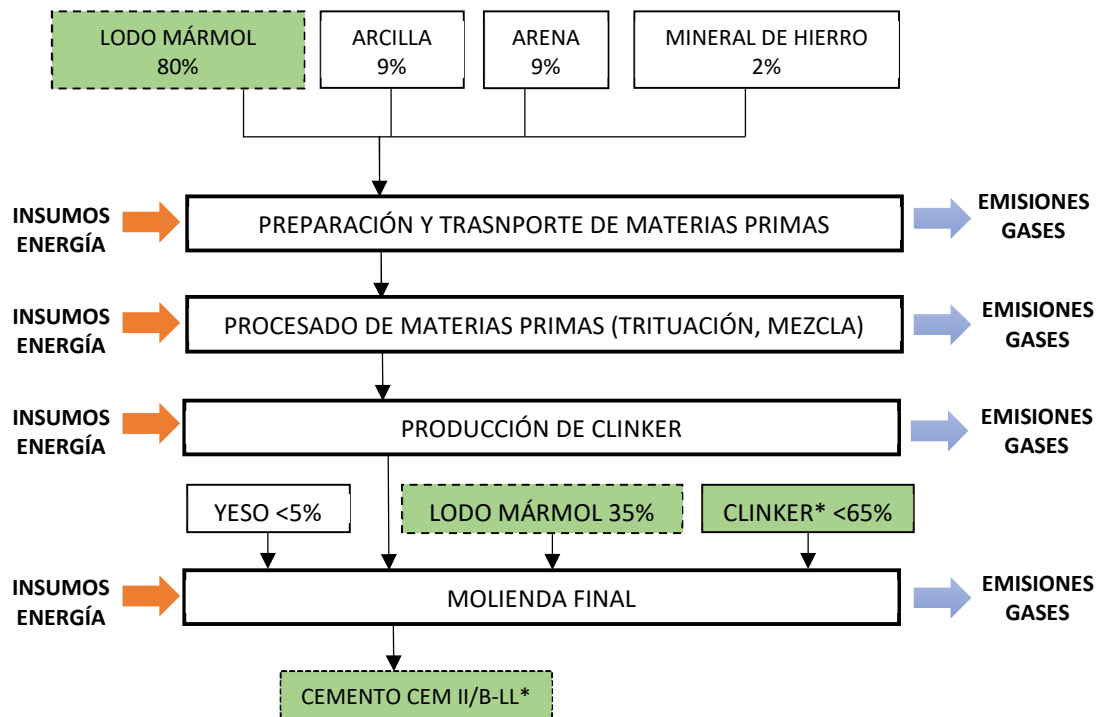 LODO MÁRMOL
80%
ARCILLA
9%
ARENA
9%
MINERAL DE HIERRO
2%
INSUMOS
ENERGÍA
PREPARACIÓN Y TRASNPORTE DE MATERIAS PRIMAS
EMISIONES
GASES
INSUMOS
ENERGÍA
PROCESADO DE MATERIAS PRIMAS (TRITUACIÓN, MEZCLA)
EMISIONES
GASES
INSUMOS
ENERGÍA
PRODUCCIÓN DE CLINKER
EMISIONES
GASES
YESO <5%
LODO MÁRMOL 35%
CLINKER* <65%
INSUMOS
ENERGÍA
MOLIENDA FINAL
EMISIONES
GASES
CEMENTO CEM II/B-LL*